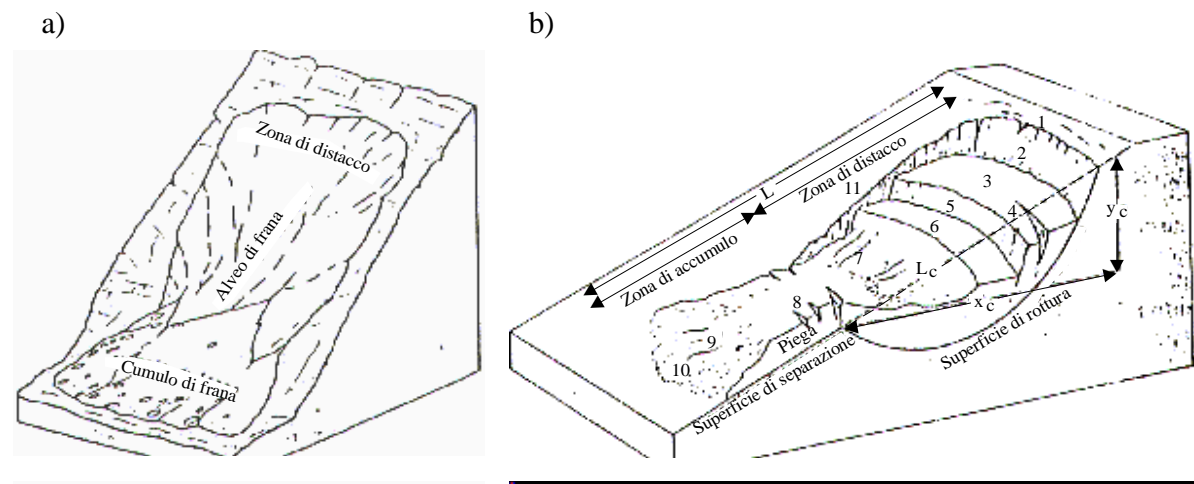 a)
Zona di distacco
Alveo di frana
Cumulo di frana
b)
L
Zona di distacco
Zona di accumulo
1
2
3
4
5
6
7
8
9
10
11
y c
L c
x c
Piega
Superficie di separazione
Superficie di rottura